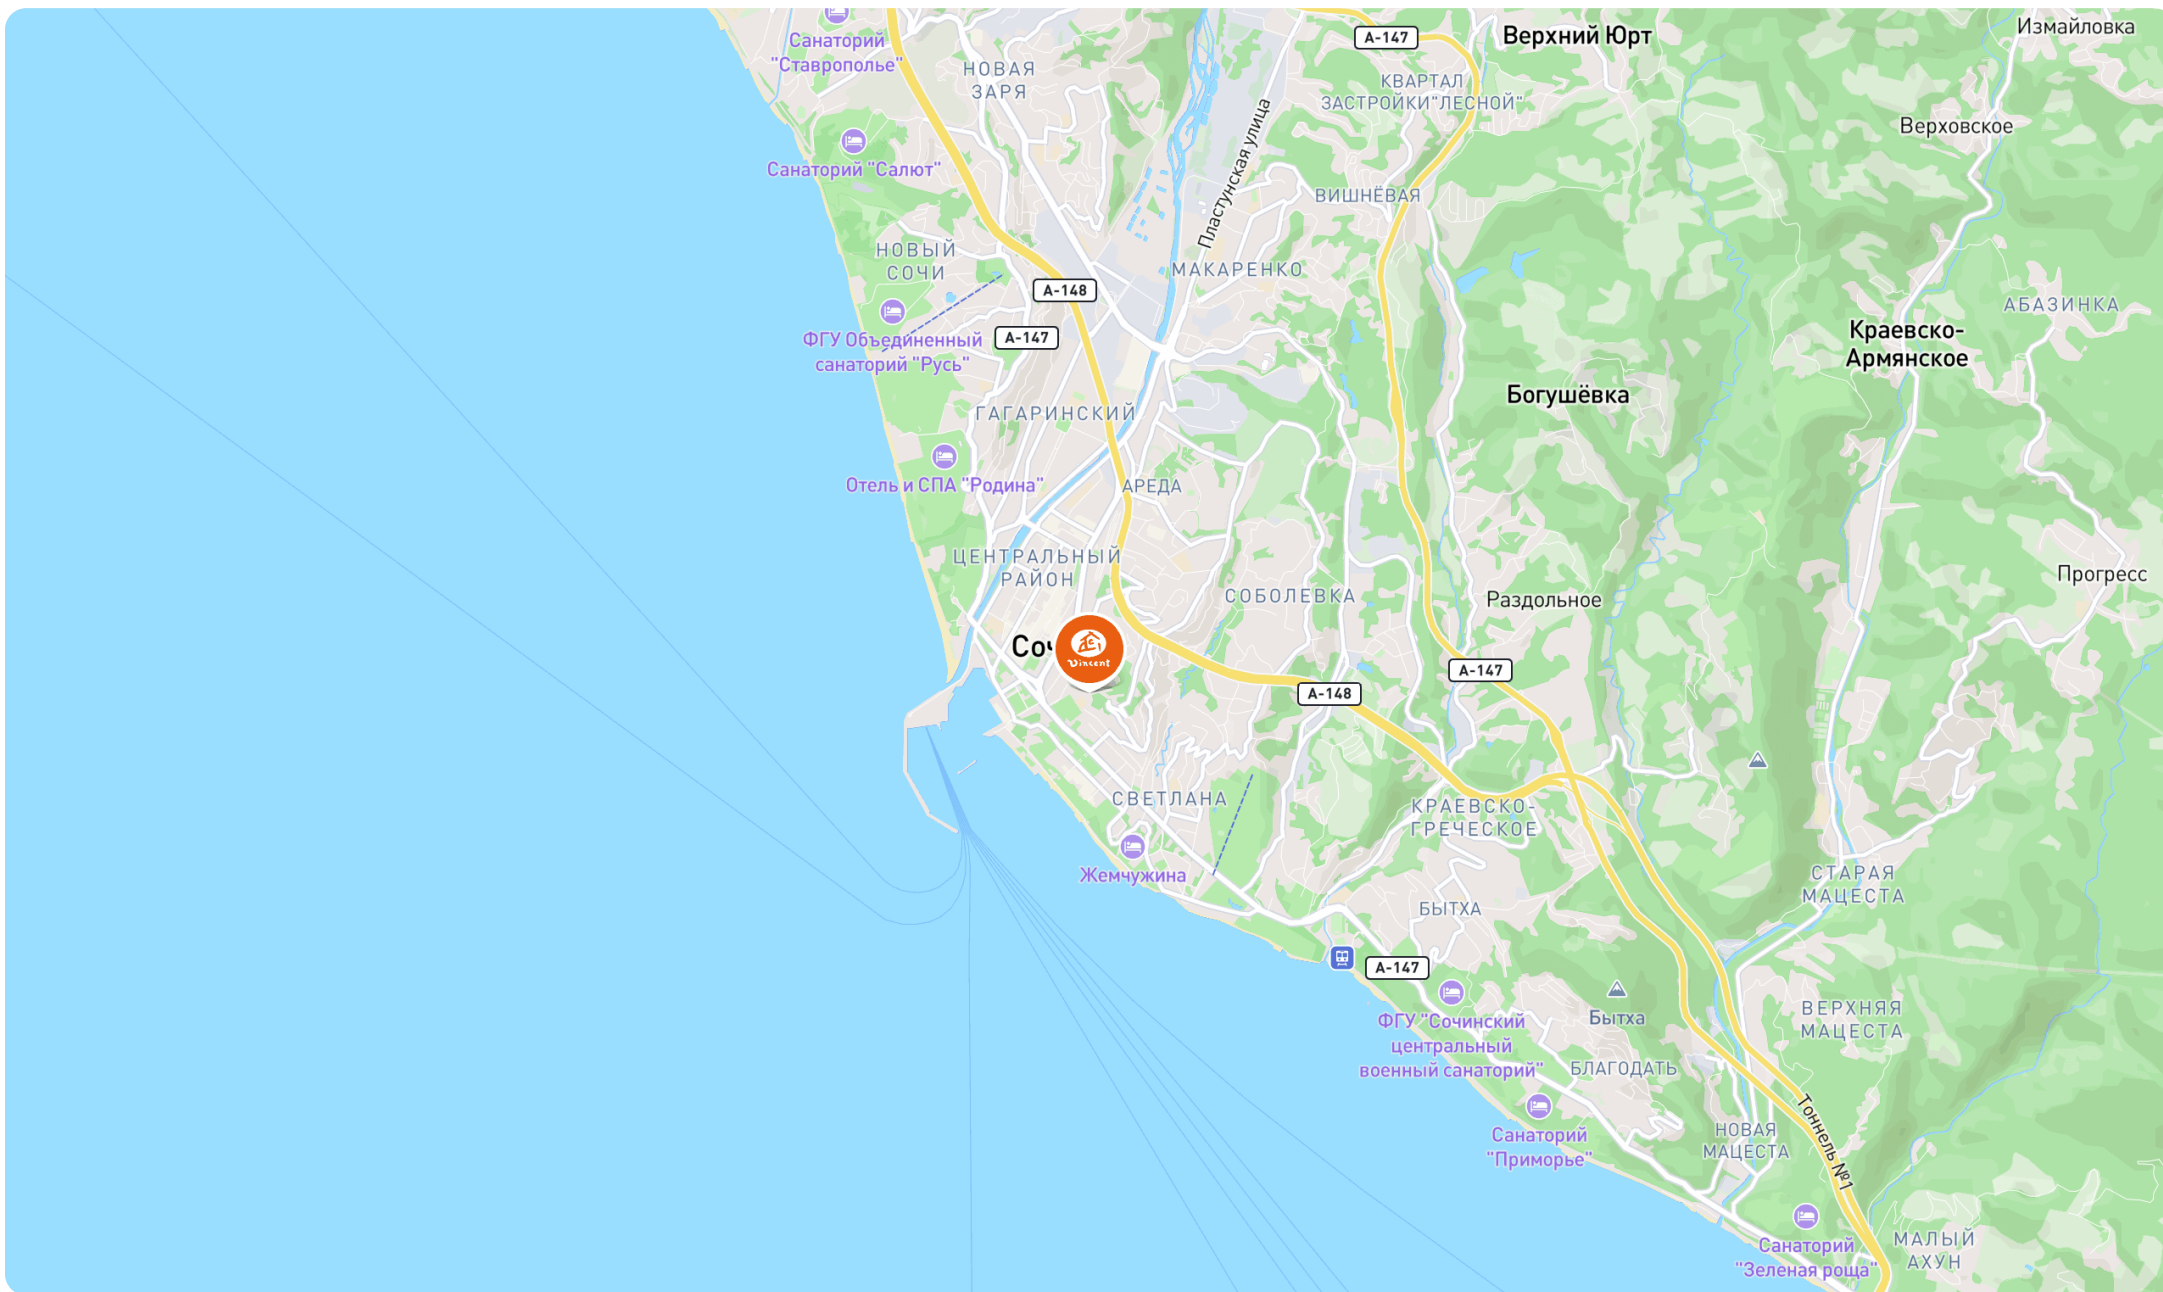 Санаторий
"Ставрополье"
НОВАЯ
ЗАРЯ
А-147
Верхний Юрт
Измайловка
КВАРТАЛ
ЗАСТРОЙКИ"ЛЕСНОЙ"
Пластунская улица
Верховское
Санаторий "Салют"
ВИШНЁВАЯ
НОВЫЙ
СОЧИ
МАКАРЕНКО
А-148
АБАЗИНКА
ФГУ Объединенный
санаторий "Русь"
А-147
Краевско-
Армянское
Богушёвка
ГАГАРИНСКИЙ
Отель и СПА "Родина"
АРЕДА
ЦЕНТРАЛЬНЫЙ
РАЙОН
СОБОЛЕВКА
Раздольное
Прогресс
Соч
Vincent
А-147
А-148
СВЕТЛАНА
КРАЕВСКО-
ГРЕЧЕСКОЕ
Жемчужина
СТАРАЯ
МАЦЕСТА
БЫТХА
А-147
ФГУ "Сочинский
центральный
военный санаторий"
Бытха
ВЕРХНЯЯ
МАЦЕСТА
БЛАГОДАТЬ
Санаторий
"Приморье"
НОВАЯ
МАЦЕСТА
Тоннель №1
Санаторий
"Зеленая роща"
МАЛЫЙ
АХУН